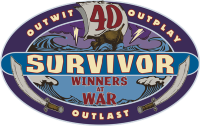 OUTWIT OUTPLAY
40
SURVIVOR
WINNERS
AT
WAR
OUTLAST